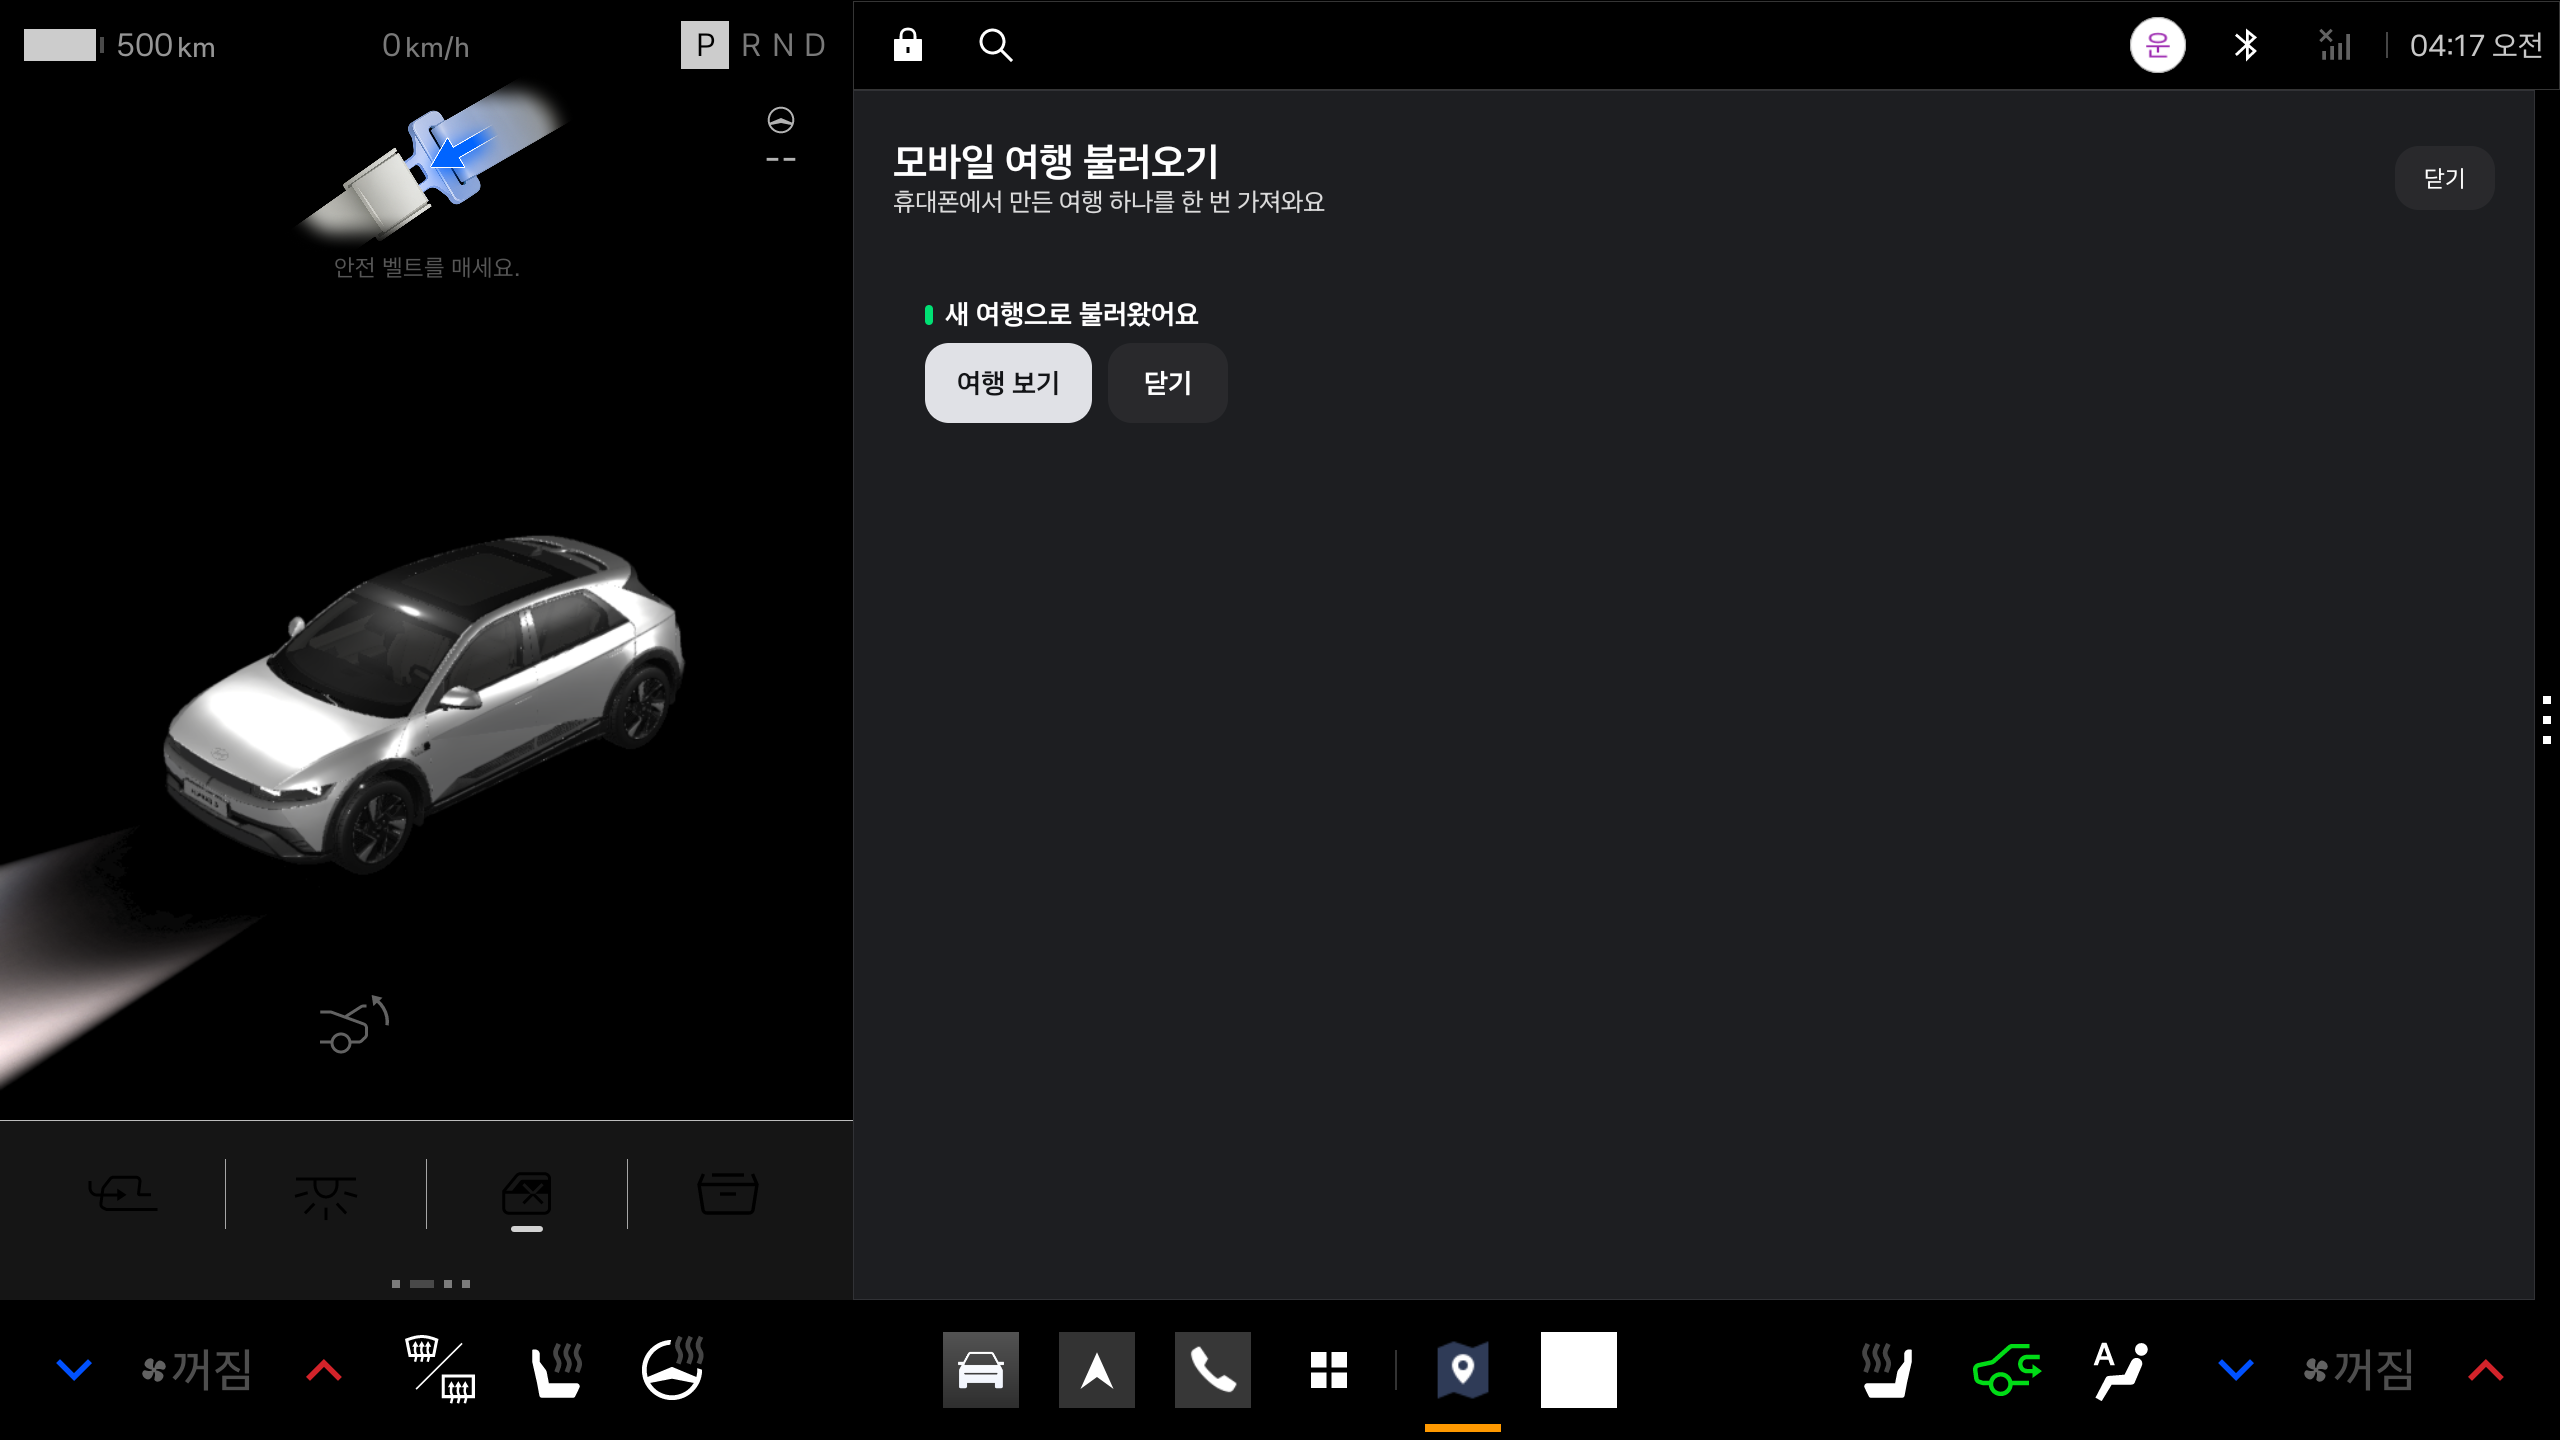 500 km
0 km/h
P R N D
운
04:17 오전
안전 벨트를 매세요.
모바일 여행 불러오기
휴대폰에서 만든 여행 하나를 한 번 가져와요
닫기
새 여행으로 불러왔어요
여행 보기
닫기
꺼짐
A
꺼짐